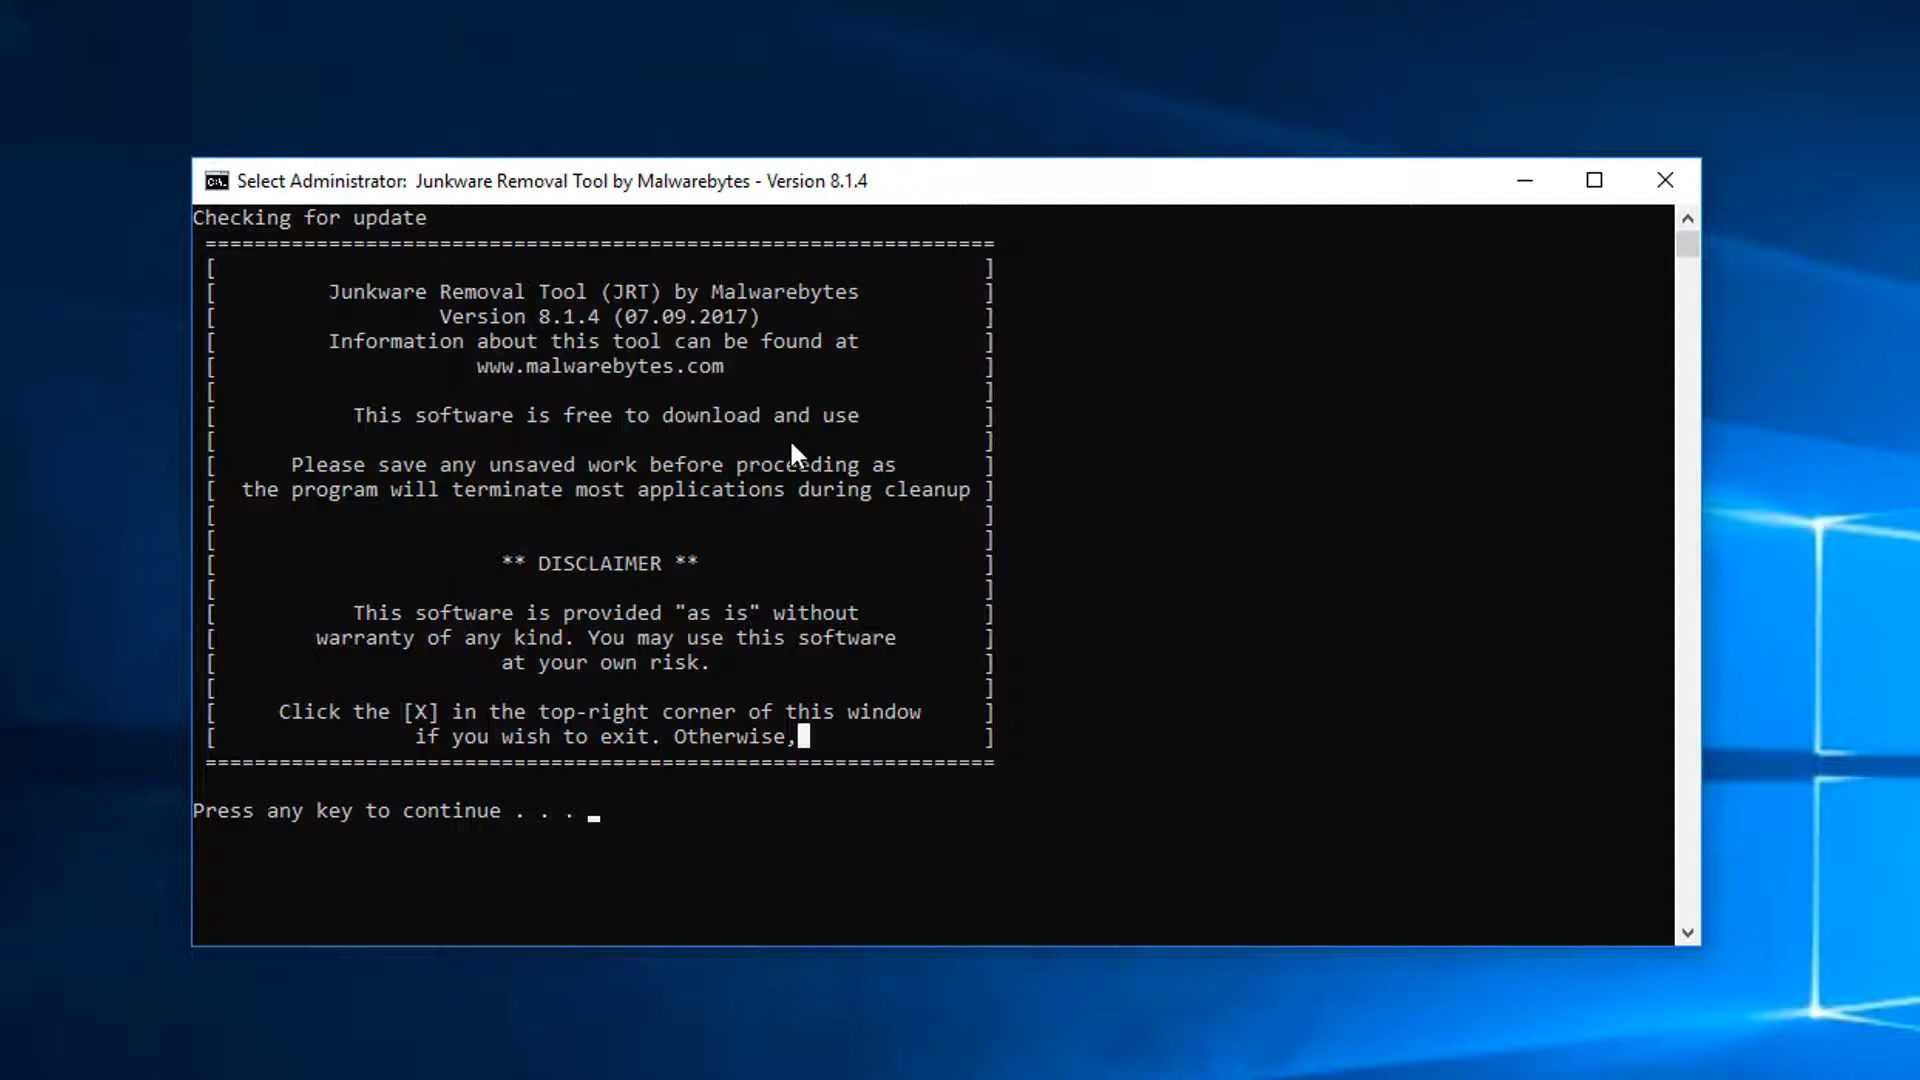 Select Administrator: Junkware Removal Tool by Malwarebytes - Version 8.1.4
Checking for update
================================================================
[ ]
[ Junkware Removal Tool (JRT) by Malwarebytes ]
[ Version 8.1.4 (07.09.2017) ]
[ Information about this tool can be found at ]
[ www.malwarebytes.com ]
[ ]
[ This software is free to download and use ]
[ ]
[ Please save any unsaved work before proceeding as ]
[ the program will terminate most applications during cleanup ]
[ ]
[ ]
[ ** DISCLAIMER ** ]
[ ]
[ This software is provided "as is" without ]
[ warranty of any kind. You may use this software ]
[ at your own risk. ]
[ ]
[ Click the [X] in the top-right corner of this window ]
[ if you wish to exit. Otherwise, ]
================================================================
Press any key to continue . . . _